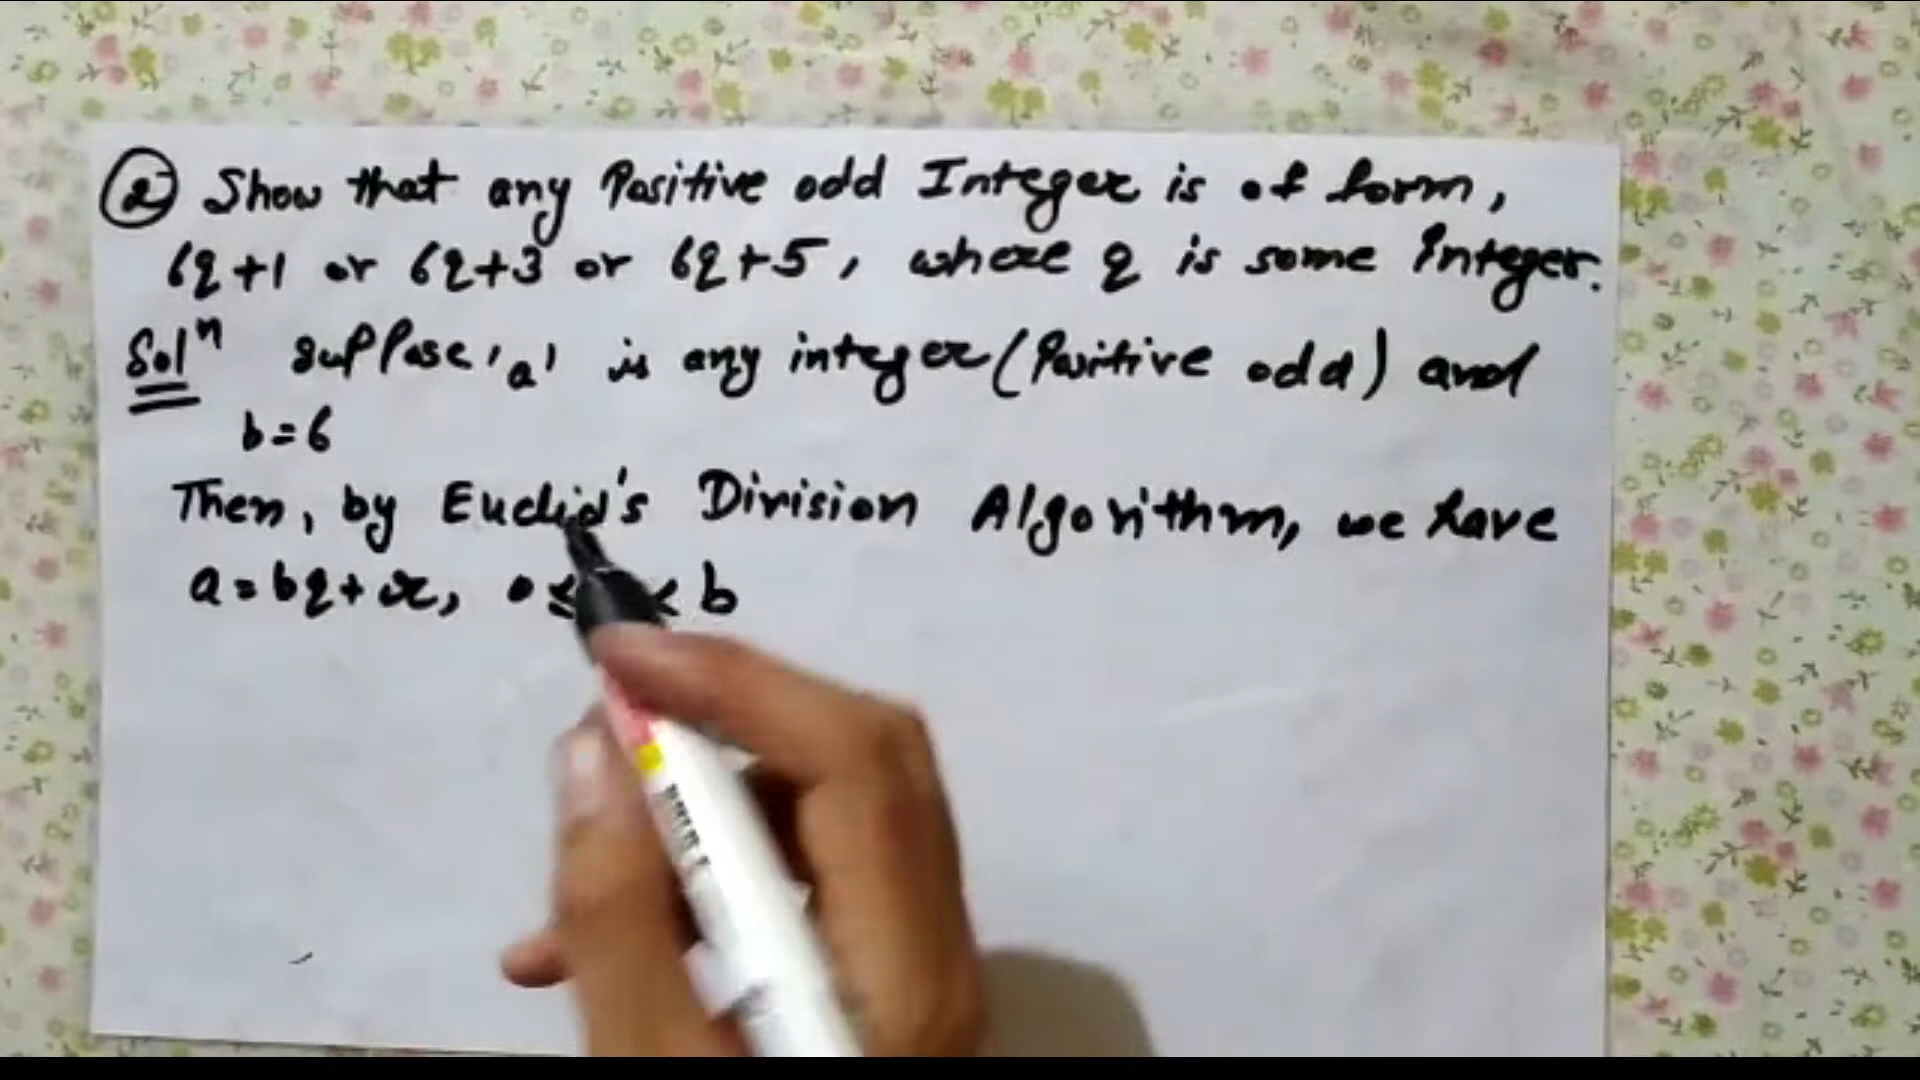 ② Show that any Positive odd Integer is of form,
6q+1 or 6q+3 or 6q+5, where q is some Integer.
Solⁿ Suppose 'a' is any integer (Positive odd) and
b=6
Then, by Euclid's Division Algorithm, we have
a=bq+r, 0≤ < b